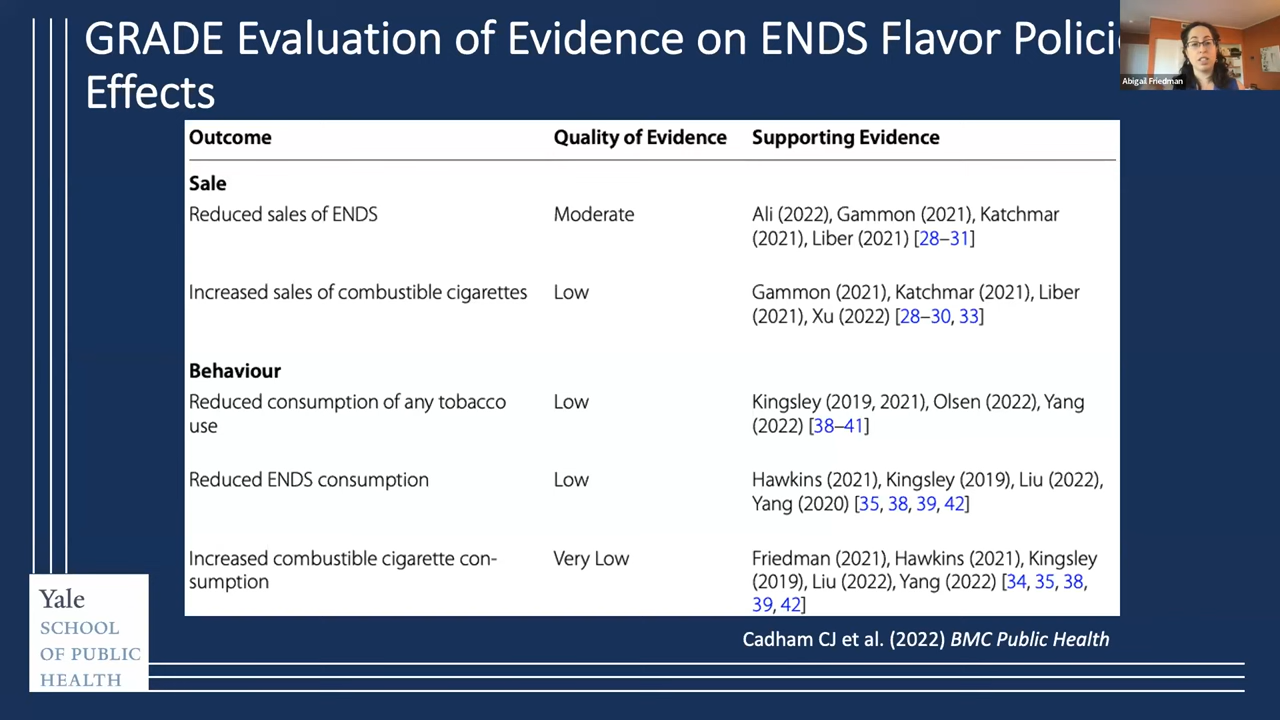 GRADE Evaluation of Evidence on ENDS Flavor Polici
Effects
Abigail Friedman
Outcome Quality of Evidence Supporting Evidence
Sale
Reduced sales of ENDS Moderate Ali (2022), Gammon (2021), Katchmar
(2021), Liber (2021) [28–31]
Increased sales of combustible cigarettes Low Gammon (2021), Katchmar (2021), Liber
(2021), Xu (2022) [28–30, 33]
Behaviour
Reduced consumption of any tobacco Low Kingsley (2019, 2021), Olsen (2022), Yang
use (2022) [38–41]
Reduced ENDS consumption Low Hawkins (2021), Kingsley (2019), Liu (2022),
Yang (2020) [35, 38, 39, 42]
Increased combustible cigarette con- Very Low Friedman (2021), Hawkins (2021), Kingsley
sumption (2019), Liu (2022), Yang (2022) [34, 35, 38,
39, 42]
Cadham CJ et al. (2022) BMC Public Health
Yale
SCHOOL
OF PUBLIC
HEALTH